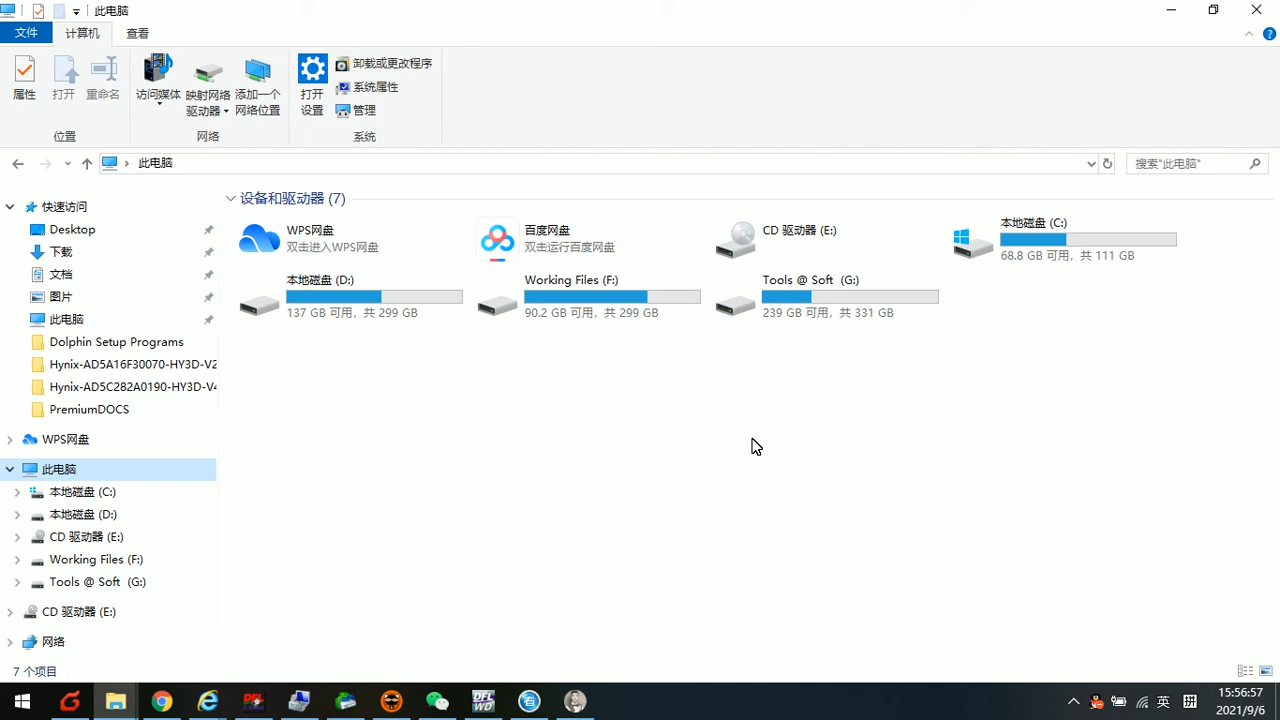 此电脑
文件
计算机
查看
属性
打开
重命名
访问媒体
映射网络
驱动器
添加一个
网络位置
打开
设置
卸载或更改程序
系统属性
管理
位置
网络
系统
此电脑
搜索"此电脑"
快速访问
Desktop
下载
文档
图片
此电脑
Dolphin Setup Programs
Hynix-AD5A16F30070-HY3D-V2
Hynix-AD5C282A0190-HY3D-V4
PremiumDOCS
WPS网盘
此电脑
本地磁盘 (C:)
本地磁盘 (D:)
CD 驱动器 (E:)
Working Files (F:)
Tools @ Soft  (G:)
CD 驱动器 (E:)
网络
设备和驱动器 (7)
WPS网盘
双击进入WPS网盘
百度网盘
双击运行百度网盘
CD 驱动器 (E:)
本地磁盘 (C:)
68.8 GB 可用，共 111 GB
本地磁盘 (D:)
137 GB 可用，共 299 GB
Working Files (F:)
90.2 GB 可用，共 299 GB
Tools @ Soft  (G:)
239 GB 可用，共 331 GB
7 个项目
DFL
DFL
WD
看
英
15:56:57
2021/9/6